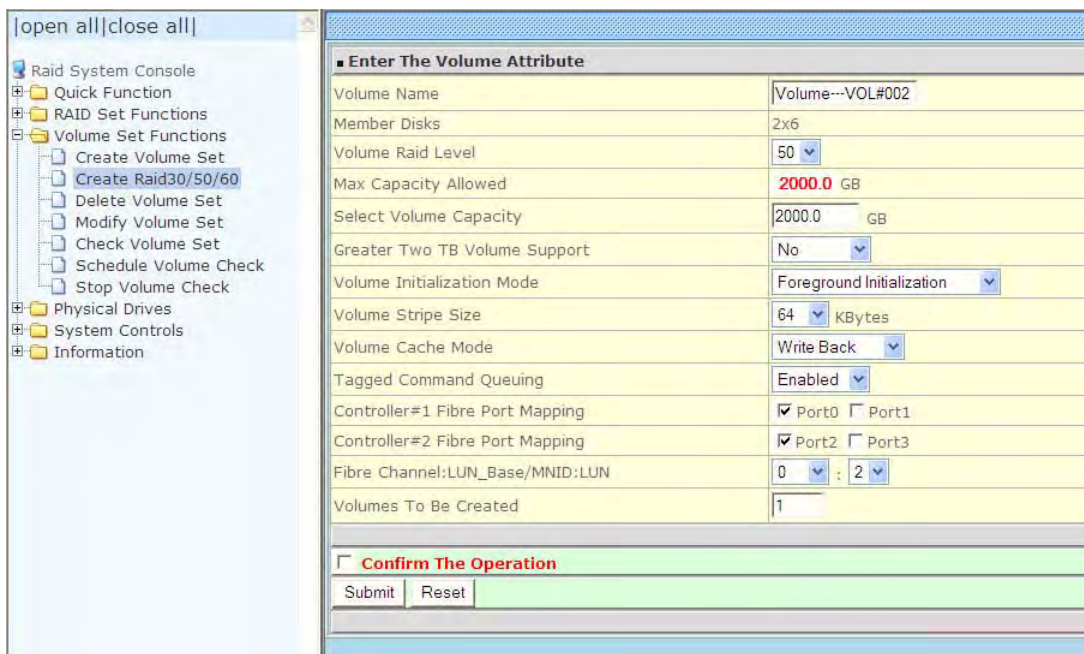 |open all|close all|
Raid System Console
Quick Function
RAID Set Functions
Volume Set Functions
Create Volume Set
Create Raid30/50/60
Delete Volume Set
Modify Volume Set
Check Volume Set
Schedule Volume Check
Stop Volume Check
Physical Drives
System Controls
Information
Enter The Volume Attribute
Volume Name Volume---VOL#002
Member Disks 2x6
Volume Raid Level 50
Max Capacity Allowed 2000.0 GB
Select Volume Capacity 2000.0 GB
Greater Two TB Volume Support No
Volume Initialization Mode Foreground Initialization
Volume Stripe Size 64 KBytes
Volume Cache Mode Write Back
Tagged Command Queuing Enabled
Controller#1 Fibre Port Mapping Port0 Port1
Controller#2 Fibre Port Mapping Port2 Port3
Fibre Channel:LUN_Base/MNID:LUN 0 : 2
Volumes To Be Created 1
Confirm The Operation
Submit Reset